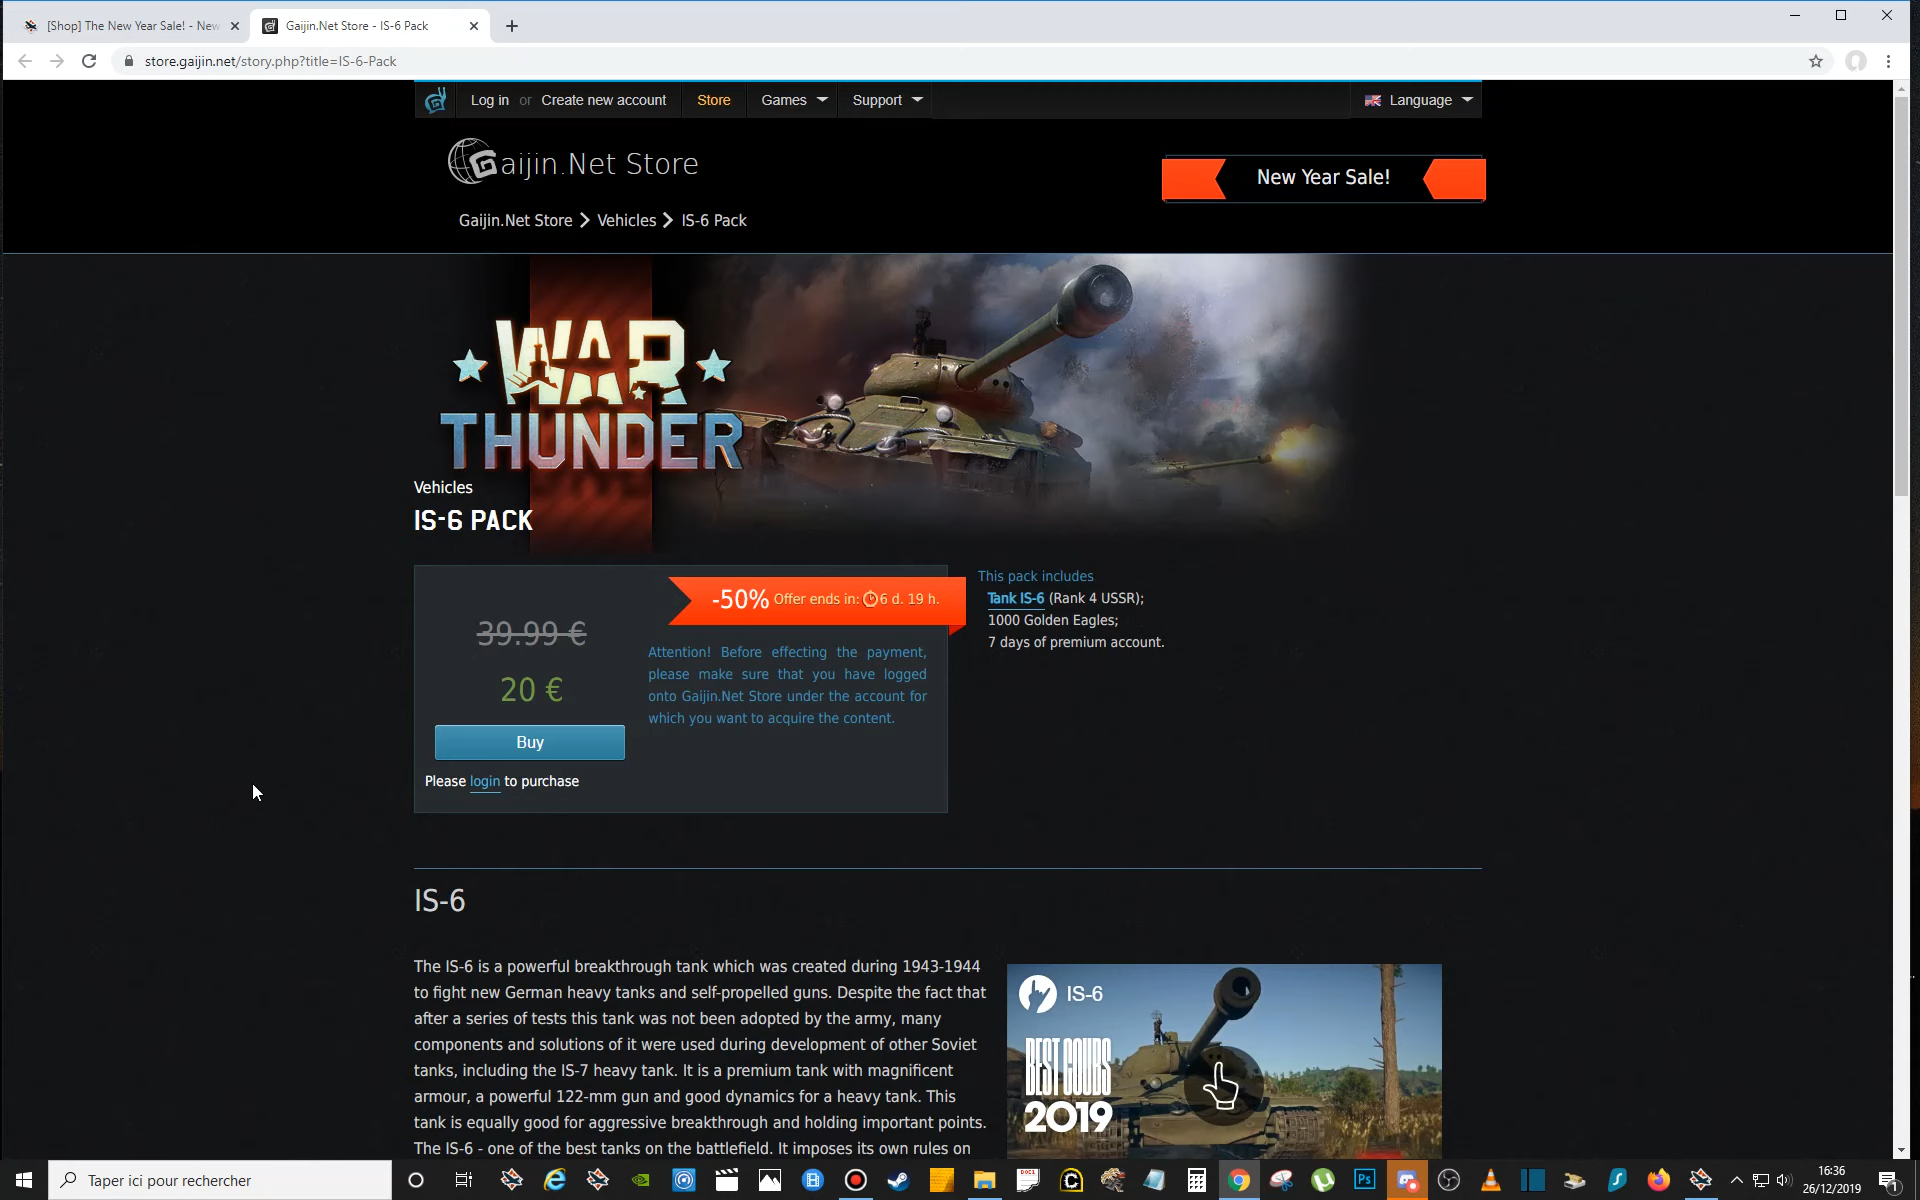 [Shop] The New Year Sale! - New
Gaijin.Net Store - IS-6 Pack
store.gaijin.net/story.php?title=IS-6-Pack
Log in or Create new account Store Games Support Language
Gaijin.Net Store
New Year Sale!
Gaijin.Net Store Vehicles IS-6 Pack
WAR
THUNDER
Vehicles
IS-6 PACK
-50% Offer ends in: 6 d. 19 h.
39.99 €
20 €
Buy
Please login to purchase
Attention! Before effecting the payment,
please make sure that you have logged
onto Gaijin.Net Store under the account for
which you want to acquire the content.
This pack includes
Tank IS-6 (Rank 4 USSR);
1000 Golden Eagles;
7 days of premium account.
IS-6
The IS-6 is a powerful breakthrough tank which was created during 1943-1944
to fight new German heavy tanks and self-propelled guns. Despite the fact that
after a series of tests this tank was not been adopted by the army, many
components and solutions of it were used during development of other Soviet
tanks, including the IS-7 heavy tank. It is a premium tank with magnificent
armour, a powerful 122-mm gun and good dynamics for a heavy tank. This
tank is equally good for aggressive breakthrough and holding important points.
The IS-6 - one of the best tanks on the battlefield. It imposes its own rules on
IS-6
BEST COUBS
2019
Taper ici pour rechercher
Ps
16:36
26/12/2019
1